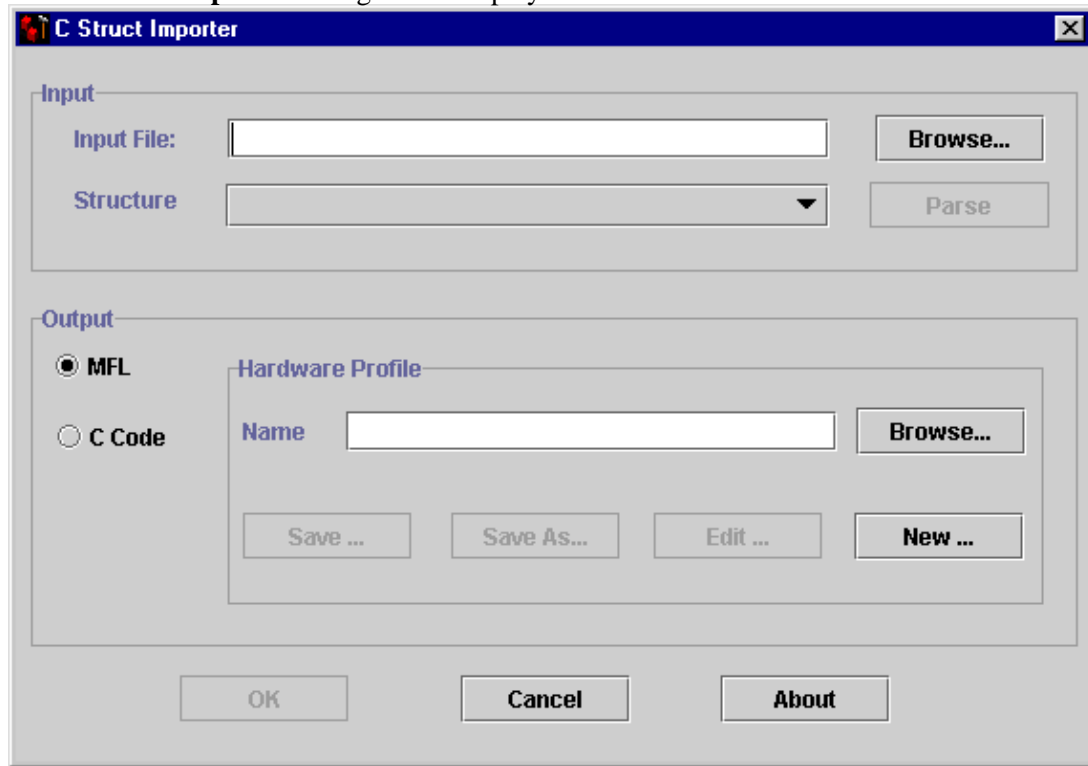 C Struct Importer
Input
Input File:
Browse...
Structure
Parse
Output
MFL
Hardware Profile
C Code
Name
Browse...
Save ...
Save As...
Edit ...
New ...
OK
Cancel
About